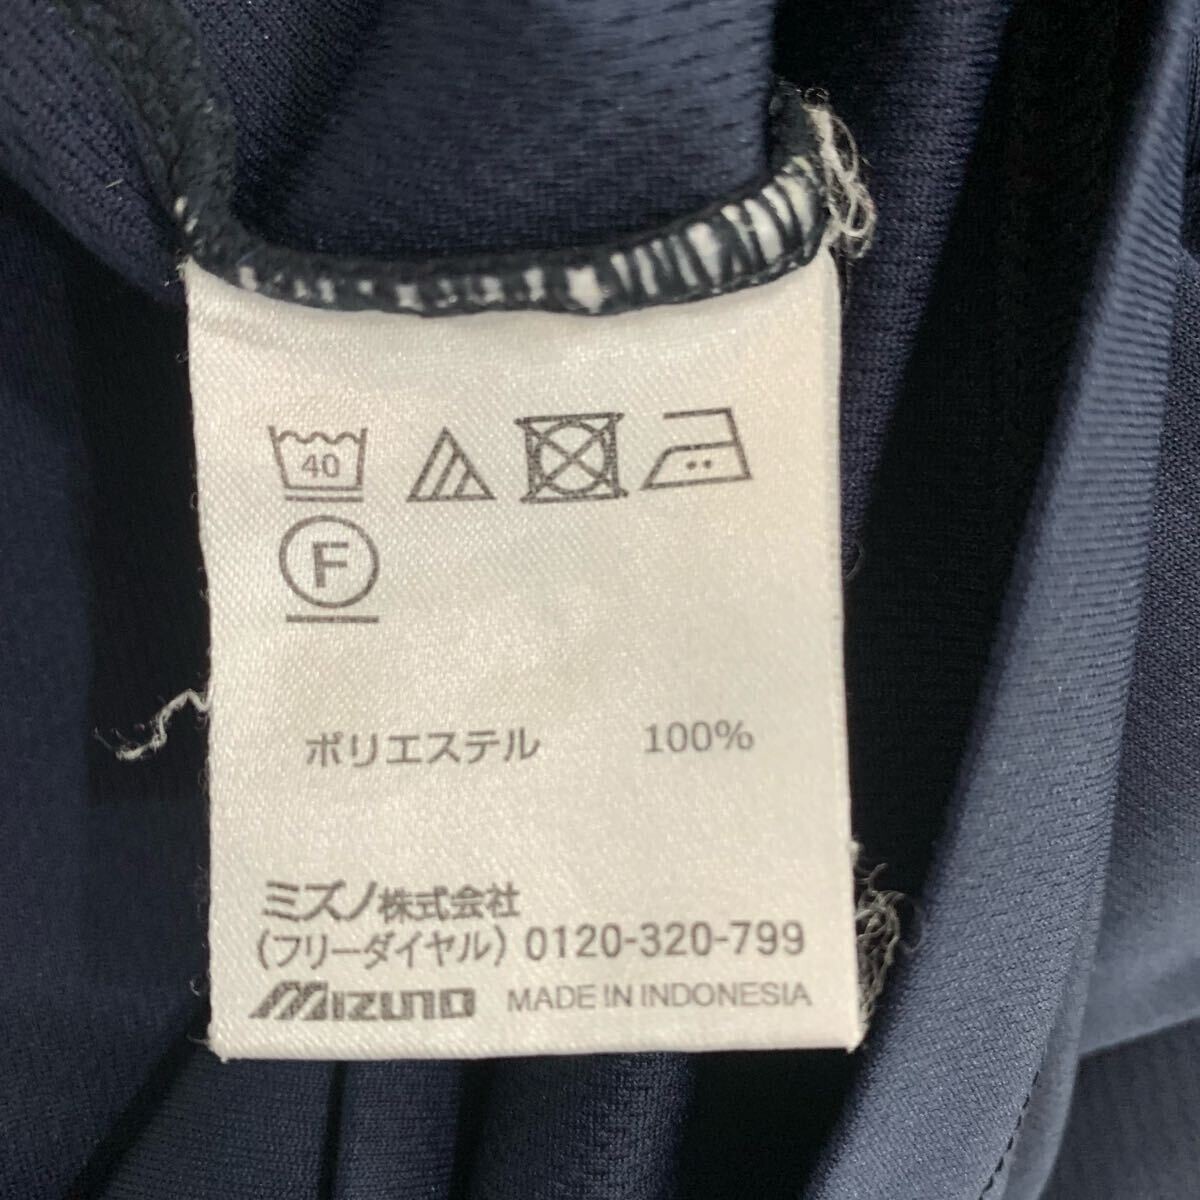 40
F
ポリエステル 100%
ミズノ株式会社
(フリーダイヤル) 0120-320-799
MIZUNO MADE IN INDONESIA